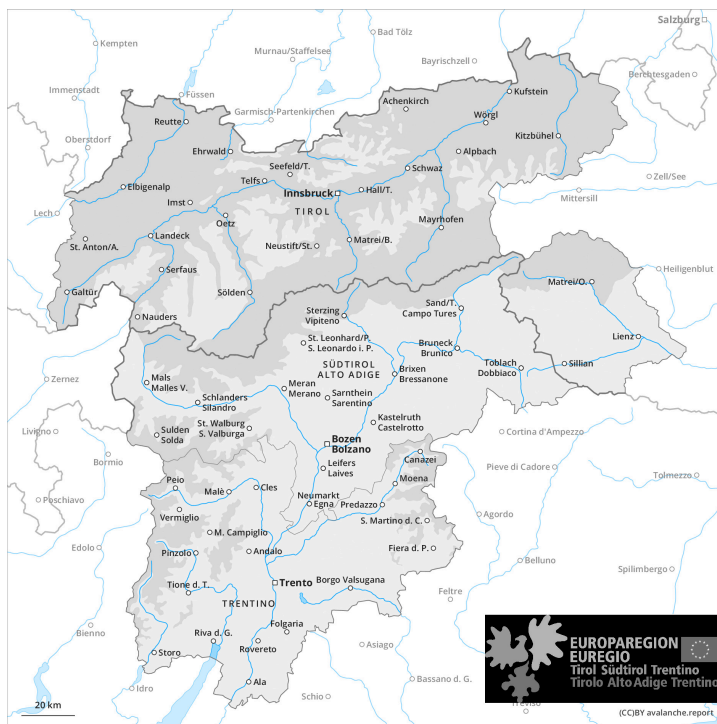 Salzburg
Kempten
Bad Tölz
Murnau/Staffelsee
Bayrischzell
Berchtesgaden
Immenstadt
Füssen
Garmisch-Partenkirchen
Achenkirch
Kufstein
Reutte
Wörgl
Oberstdorf
Ehrwald
Kitzbühel
Alpbach
Seefeld/T.
Schwaz
Zell/See
Telfs
Elbigenalp
Innsbruck
Hall/T.
Mittersill
Imst
TIROL
Lech
Oetz
Mayrhofen
St. Anton/A.
Landeck
Neustift/St.
Matrei/B.
Serfaus
Heiligenblut
Galtür
Sölden
Matrei/O.
Nauders
Sterzing
Vipiteno
Sand/T.
Campo Tures
Lienz
St. Leonhard/P.
S. Leonardo i. P.
Bruneck
Brunico
Toblach
Dobbiaco
Sillian
SÜDTIROL
ALTO ADIGE
Brixen
Bressanone
Zernez
Mals
Malles V.
Meran
Merano
Schlanders
Silandro
Sarnthein
Sarentino
Kastelruth
Castelrotto
Livigno
St. Walburg
S. Valburga
Sulden
Solda
Cortina d'Ampezzo
Bozen
Bolzano
Canazei
Bormio
Leifers
Laives
Pieve di Cadore
Tolmezzo
Peio
Moena
Malè
Cles
Neumarkt
Egna
Predazzo
Poschiavo
Vermiglio
Agordo
S. Martino d. C.
M. Campiglio
Edolo
Pinzolo
Andalo
Fiera d. P.
Belluno
Spilimbergo
Tione d. T.
Trento
Borgo Valsugana
Feltre
TRENTINO
Bienno
Riva d. G.
Folgaria
Rovereto
Asiago
Storo
Ala
Bassano d. G.
Idro
Schio
Treviso
20 km
EUROPAREGION
EUREGIO
Tirol Südtirol Trentino
Tirolo Alto Adige Trentino
(CC)BY avalanche.report